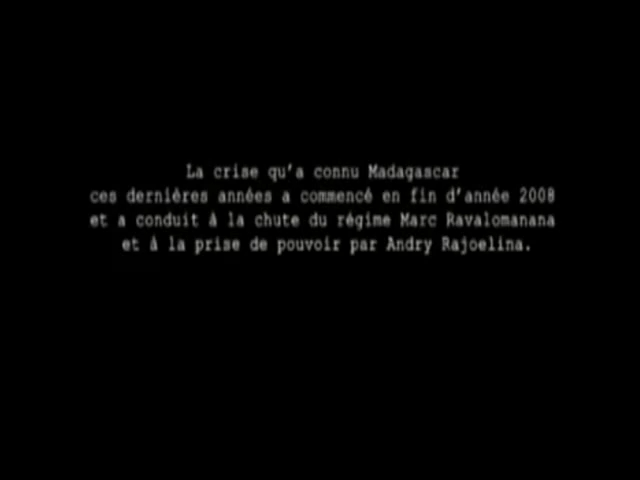 La crise qu'a connu Madagascar
ces dernières années a commencé en fin d'année 2008
et a conduit à la chute du régime Marc Ravalomanana
et à la prise de pouvoir par Andry Rajoelina.